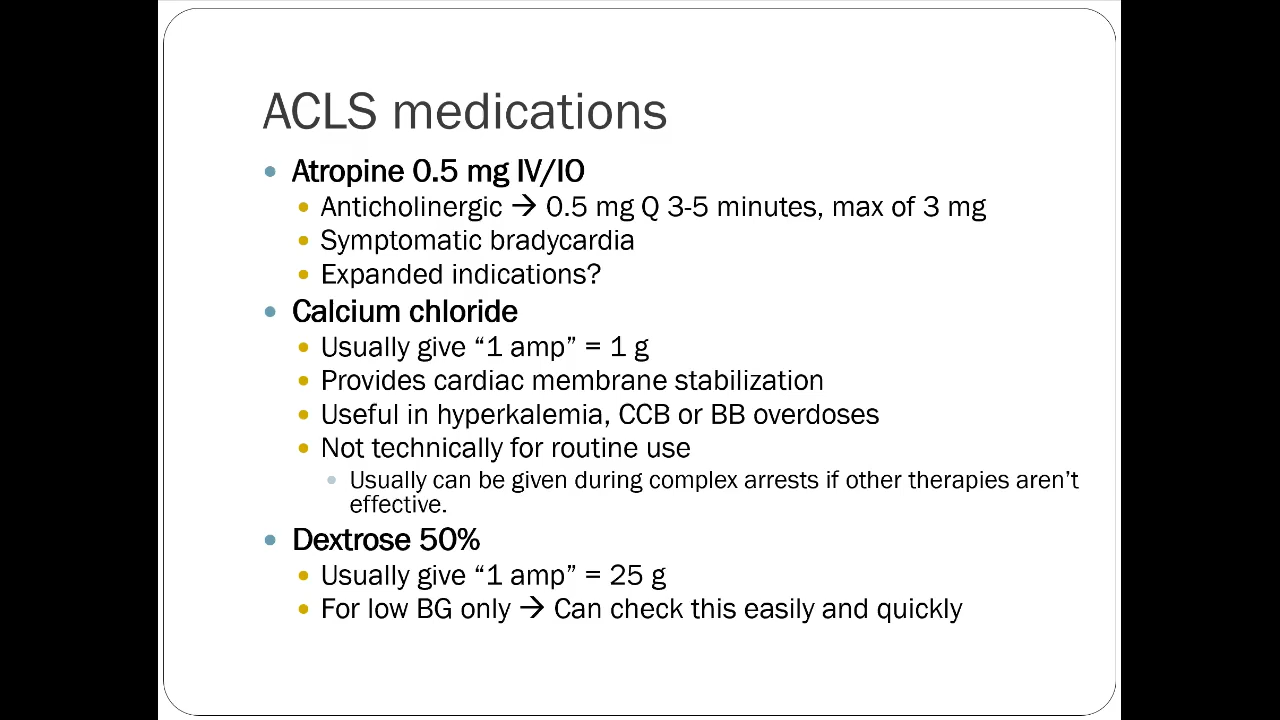 ACLS medications
Atropine 0.5 mg IV/IO
Anticholinergic → 0.5 mg Q 3-5 minutes, max of 3 mg
Symptomatic bradycardia
Expanded indications?
Calcium chloride
Usually give “1 amp” = 1 g
Provides cardiac membrane stabilization
Useful in hyperkalemia, CCB or BB overdoses
Not technically for routine use
Usually can be given during complex arrests if other therapies aren’t
effective.
Dextrose 50%
Usually give “1 amp” = 25 g
For low BG only → Can check this easily and quickly